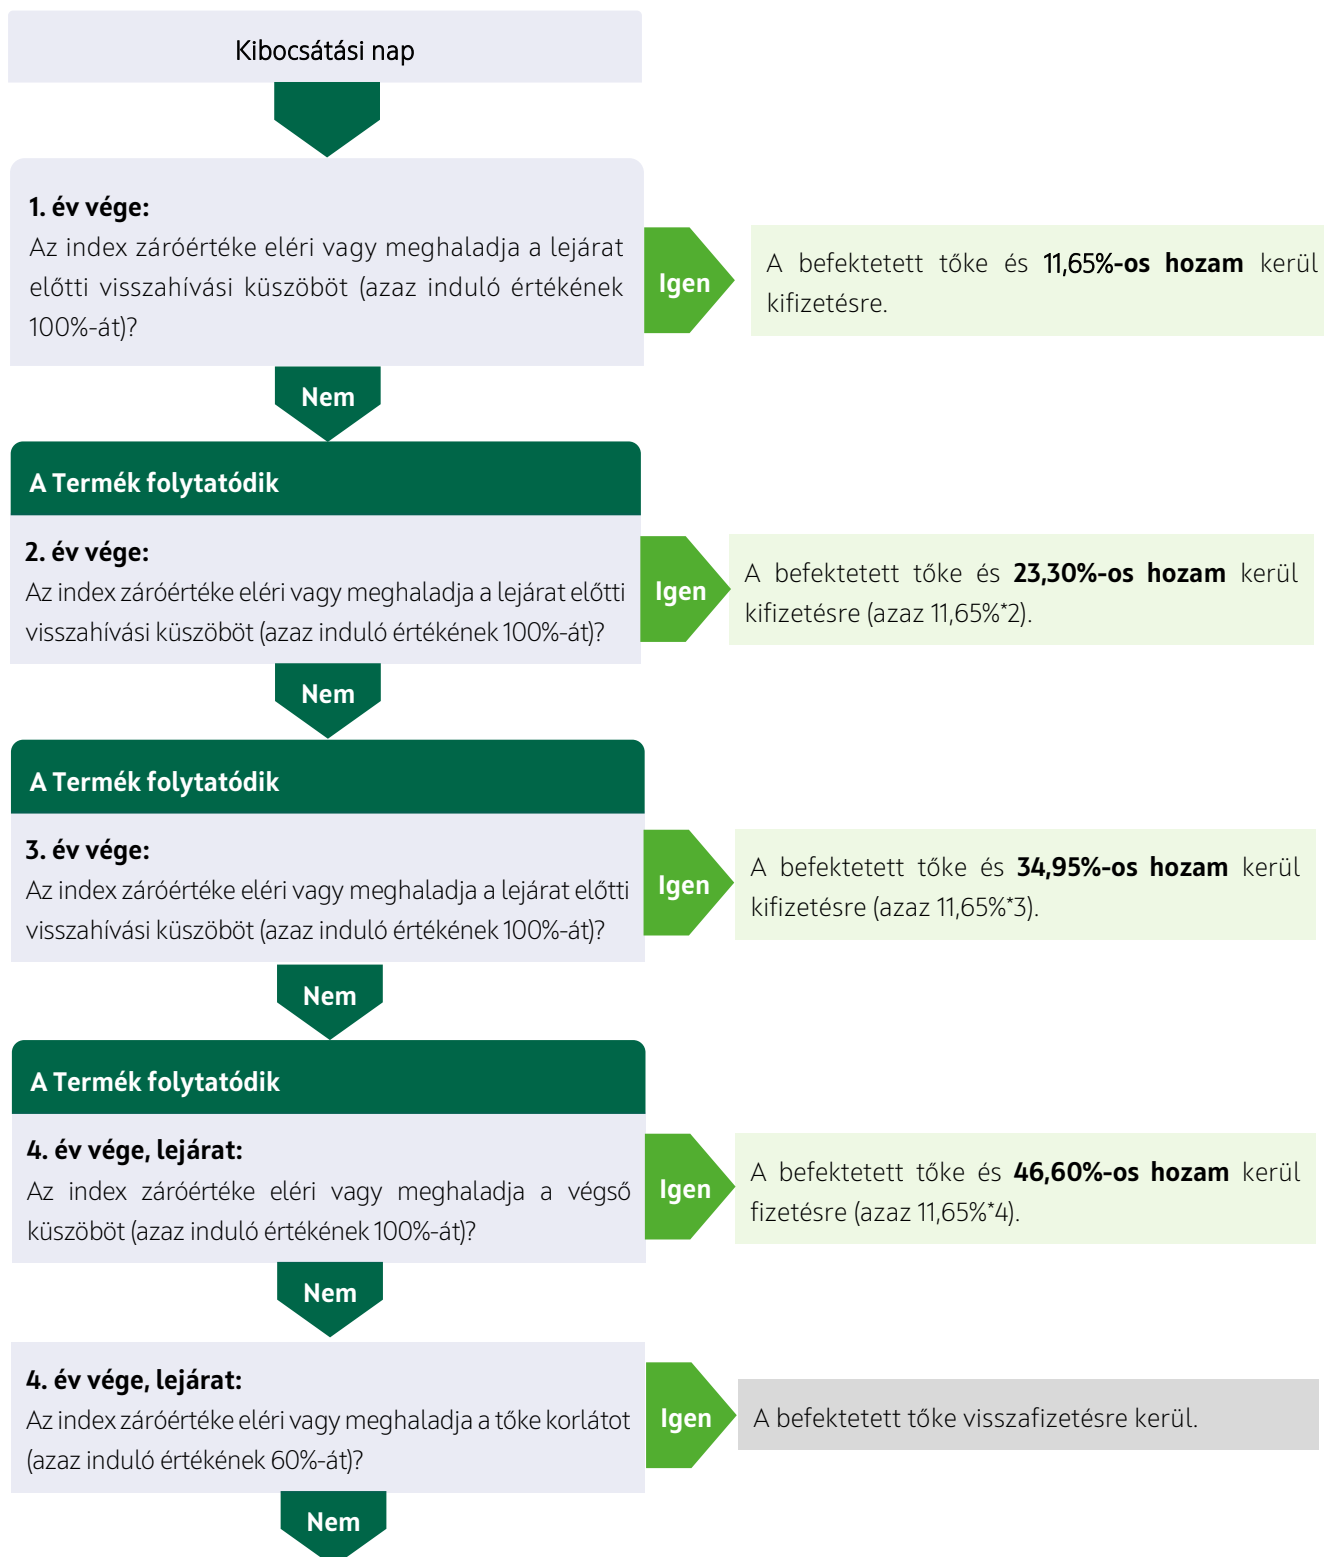 Kibocsátási nap
1. év vége:
Az index záróértéke eléri vagy meghaladja a lejárat
előtti visszahívási küszöböt (azaz induló értékének
100%-át)?
Igen
A befektetett tőke és 11,65%-os hozam kerül
kifizetésre.
Nem
A Termék folytatódik
2. év vége:
Az index záróértéke eléri vagy meghaladja a lejárat előtti
visszahívási küszöböt (azaz induló értékének 100%-át)?
Igen
A befektetett tőke és 23,30%-os hozam kerül
kifizetésre (azaz 11,65%*2).
Nem
A Termék folytatódik
3. év vége:
Az index záróértéke eléri vagy meghaladja a lejárat előtti
visszahívási küszöböt (azaz induló értékének 100%-át)?
Igen
A befektetett tőke és 34,95%-os hozam kerül
kifizetésre (azaz 11,65%*3).
Nem
A Termék folytatódik
4. év vége, lejárat:
Az index záróértéke eléri vagy meghaladja a végső
küszöböt (azaz induló értékének 100%-át)?
Igen
A befektetett tőke és 46,60%-os hozam kerül
fizetésre (azaz 11,65%*4).
Nem
4. év vége, lejárat:
Az index záróértéke eléri vagy meghaladja a tőke korlátot
(azaz induló értékének 60%-át)?
Igen
A befektetett tőke visszafizetésre kerül.
Nem